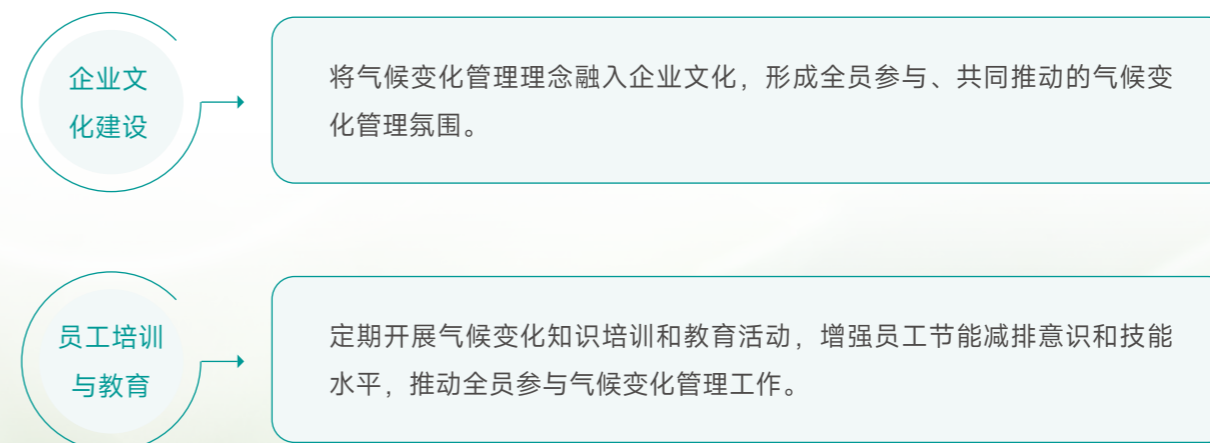 企业文
化建设
将气候变化管理理念融入企业文化，形成全员参与、共同推动的气候变
化管理氛围。
员工培训
与教育
定期开展气候变化知识培训和教育活动，增强员工节能减排意识和技能
水平，推动全员参与气候变化管理工作。